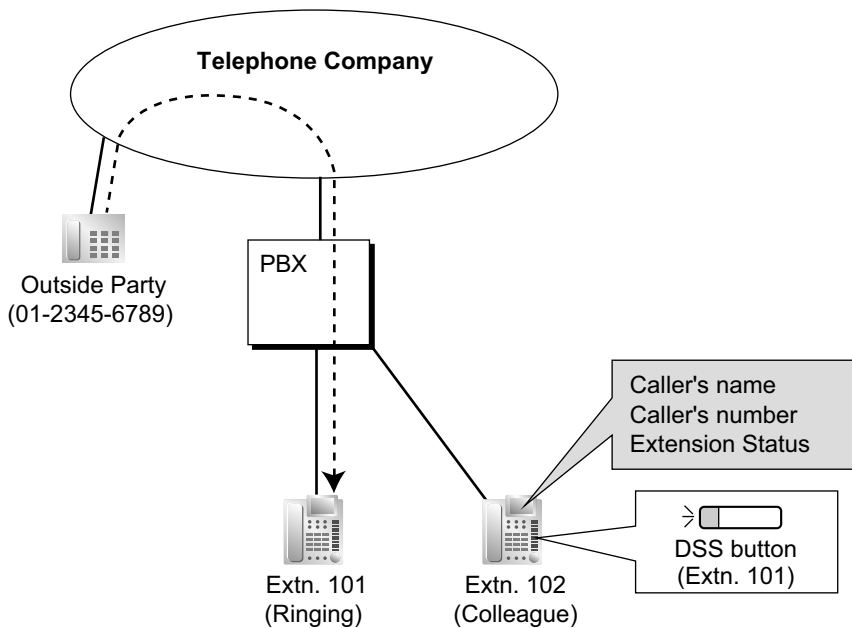 Telephone Company
Outside Party
(01-2345-6789)
PBX
Caller's name
Caller's number
Extension Status
DSS button
(Extn. 101)
Extn. 101
(Ringing)
Extn. 102
(Colleague)